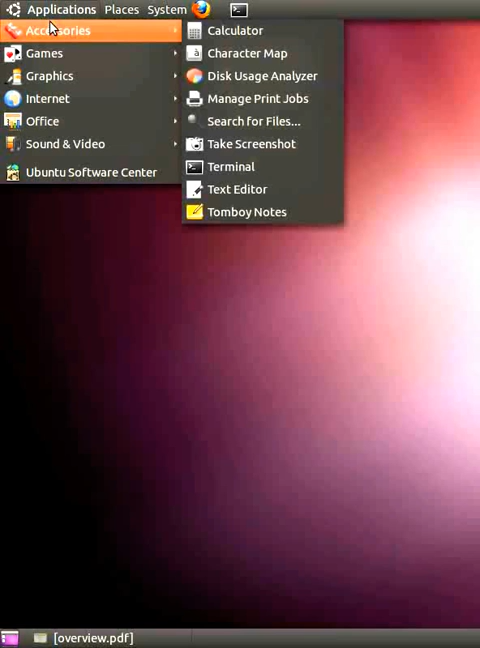 Applications Places System
Accessories
Games
Graphics
Internet
Office
Sound & Video
Ubuntu Software Center
Calculator
Character Map
Disk Usage Analyzer
Manage Print Jobs
Search for Files...
Take Screenshot
Terminal
Text Editor
Tomboy Notes
[overview.pdf]